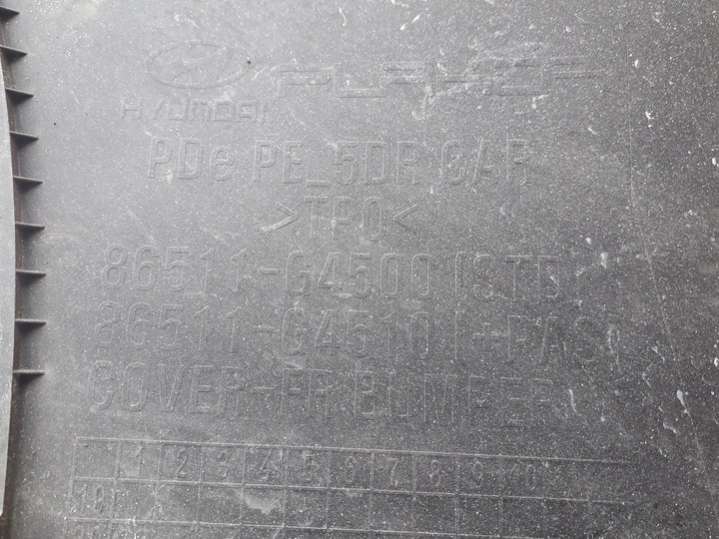 HYUNDAI
PDe PE_5DR CAR
>TPO<
86511-G4500 (STD)
86511-G4510 (+PAS)
COVER-FR BUMPER
1 2 3 4 5 6 7 8 9 10